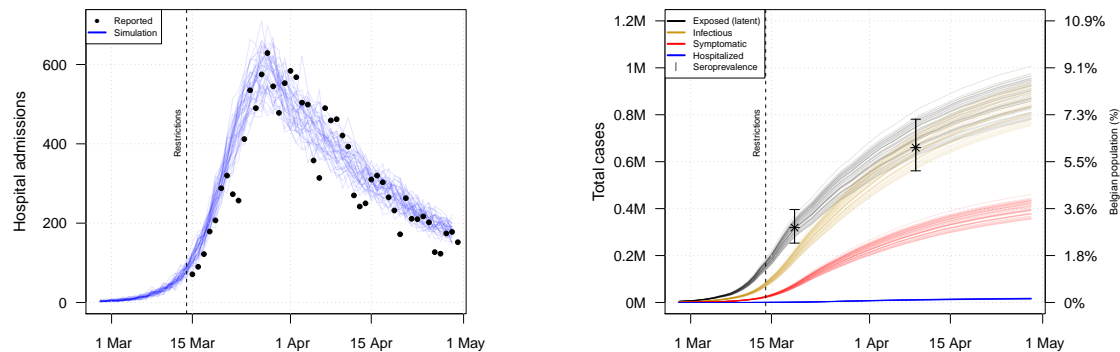 Reported
Simulation
Hospital admissions
600
400
200
0
Restrictions
1 Mar
15 Mar
1 Apr
15 Apr
1 May
Exposed (latent)
Infectious
Symptomatic
Hospitalized
Seroprevalence
Total cases
1.2M
1M
0.8M
0.6M
0.4M
0.2M
0M
Restrictions
10.9%
9.1%
7.3%
5.5%
3.6%
1.8%
0%
Belgian population (%)
1 Mar
15 Mar
1 Apr
15 Apr
1 May